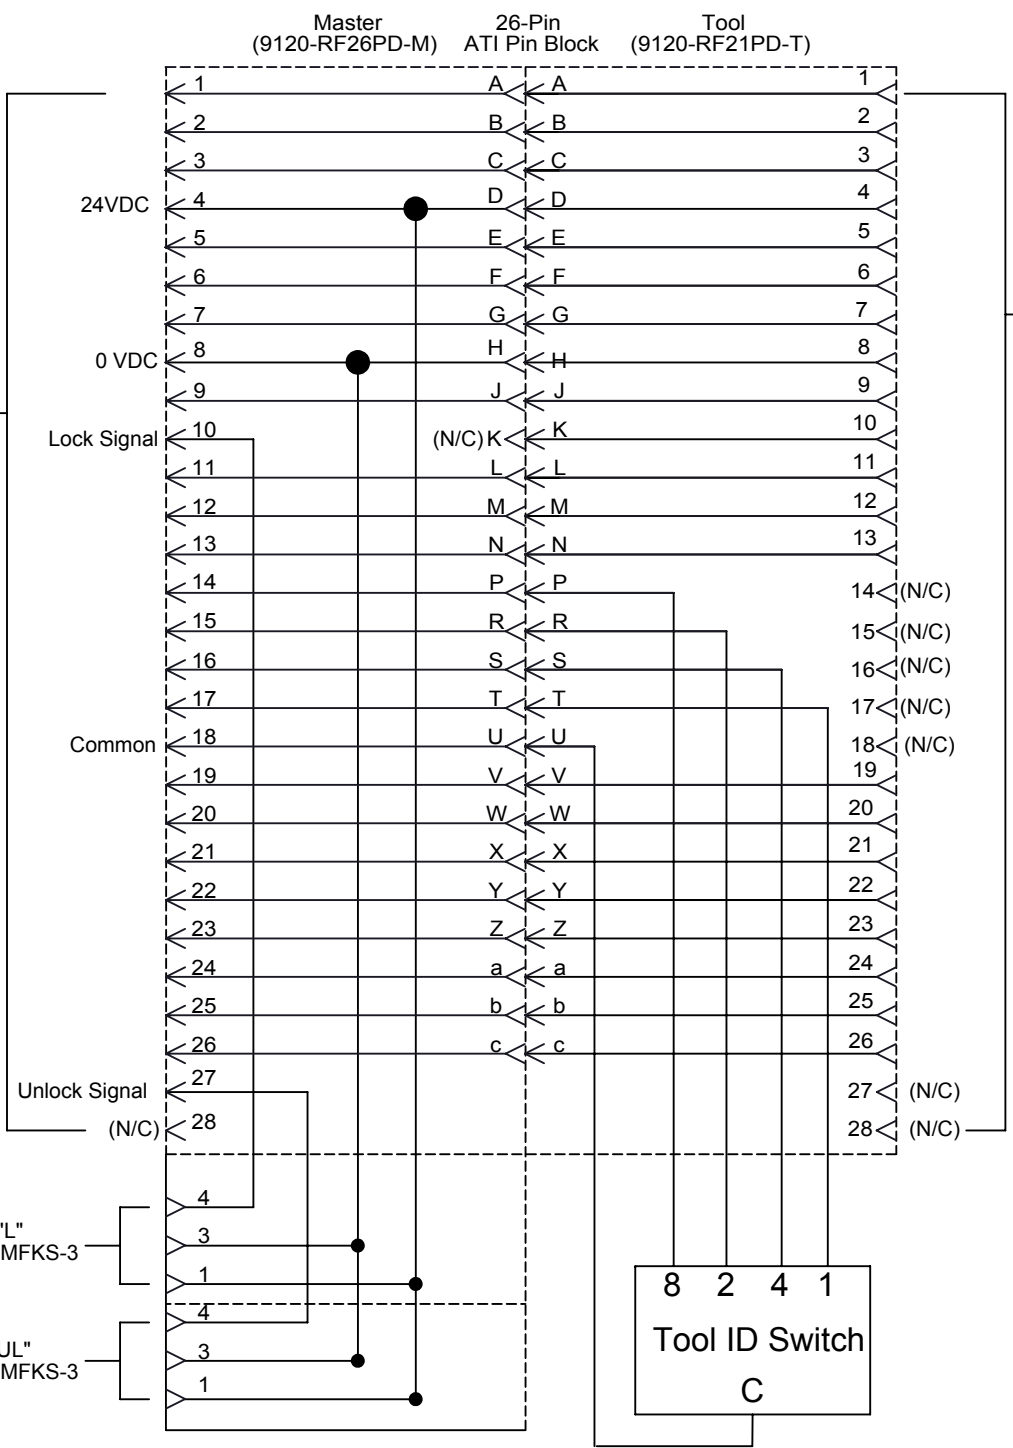 Master 26-Pin Tool
(9120-RF26PD-M) ATI Pin Block (9120-RF21PD-T)
1 A A 1
2 B B 2
3 C C 3
24VDC 4 D D 4
5 E E 5
6 F F 6
7 G G 7
0 VDC 8 H H 8
9 J J 9
Lock Signal 10 (N/C) K K 10
11 L L 11
12 M M 12
13 N N 13
14 P P 14 (N/C)
15 R R 15 (N/C)
16 S S 16 (N/C)
17 T T 17 (N/C)
Common 18 U U 18 (N/C)
19 V V 19
20 W W 20
21 X X 21
22 Y Y 22
23 Z Z 23
24 a a 24
25 b b 25
26 c c 26
Unlock Signal 27 27 (N/C)
(N/C) 28 28 (N/C)
4
"L"
MFKS-3 3
1
4
UL"
MFKS-3 3
1
8 2 4 1
Tool ID Switch
C